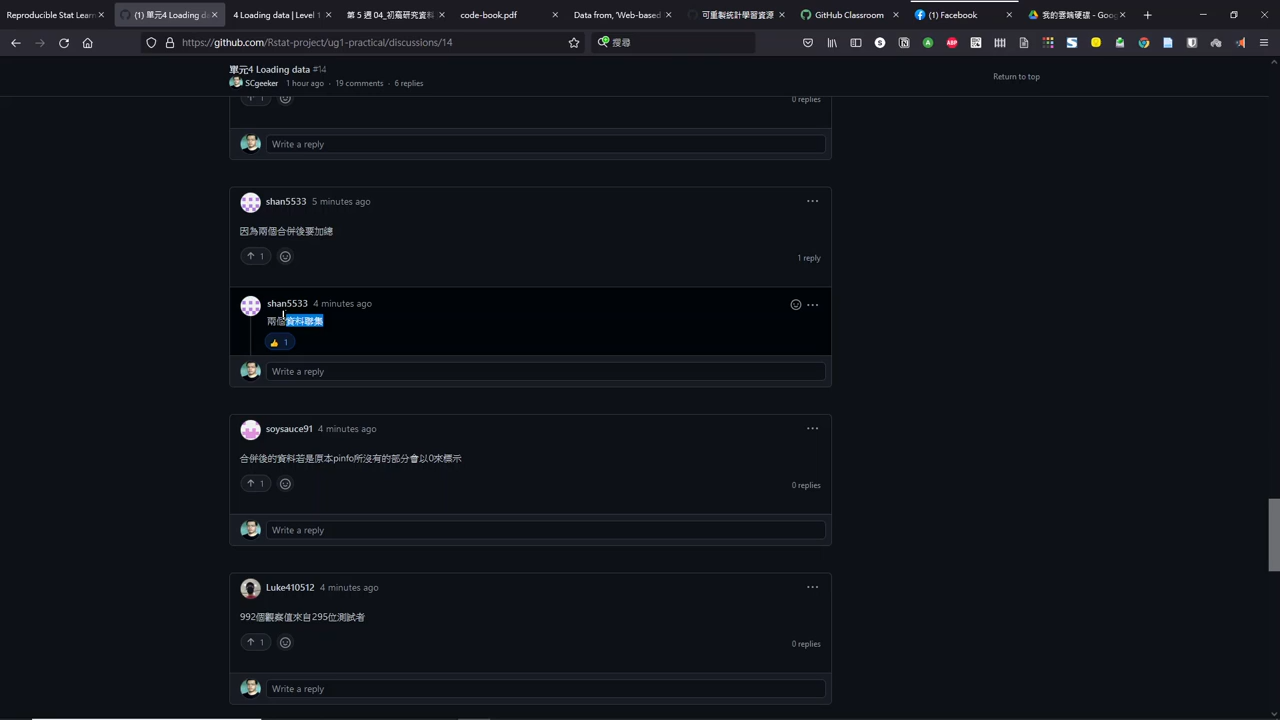 Reproducible Stat Learn
(1) 單元4 Loading da
4 Loading data | Level 1
第 5 週 04_初窺研究資料
code-book.pdf
Data from, 'Web-based
可重製統計學習資源
GitHub Classroom
(1) Facebook
我的雲端硬碟 - Goog
https://github.com/Rstat-project/ug1-practical/discussions/14
搜尋
單元4 Loading data #14
SCgeeker 1 hour ago · 19 comments · 6 replies
Return to top
1
0 replies
Write a reply
shan5533 5 minutes ago
因為兩個合併後要加總
1
1 reply
shan5533 4 minutes ago
兩個資料聯集
1
Write a reply
soysauce91 4 minutes ago
合併後的資料若是原本pinfo所沒有的部分會以0來標示
1
0 replies
Write a reply
Luke410512 4 minutes ago
992個觀察值來自295位測試者
1
0 replies
Write a reply